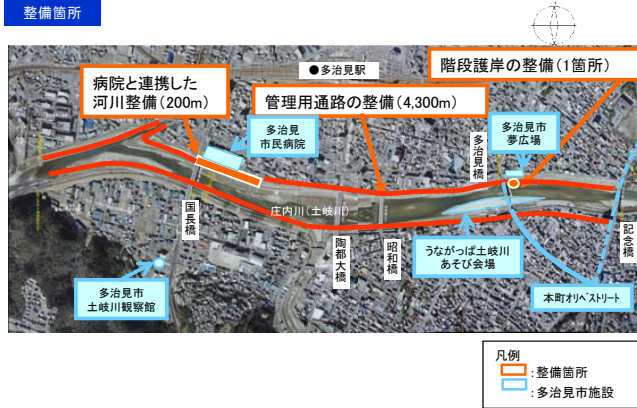 整備箇所
●多治見駅
病院と連携した
河川整備(200m)
管理用通路の整備(4,300m)
階段護岸の整備(1箇所)
多治見
市民病院
多治見橋
多治見市
夢広場
国長橋
庄内川(土岐川)
陶都大橋
昭和橋
うながっぱ土岐川
あそび会場
記念橋
多治見市
土岐川観察館
本町オリベストリート
凡例
:整備箇所
:多治見市施設